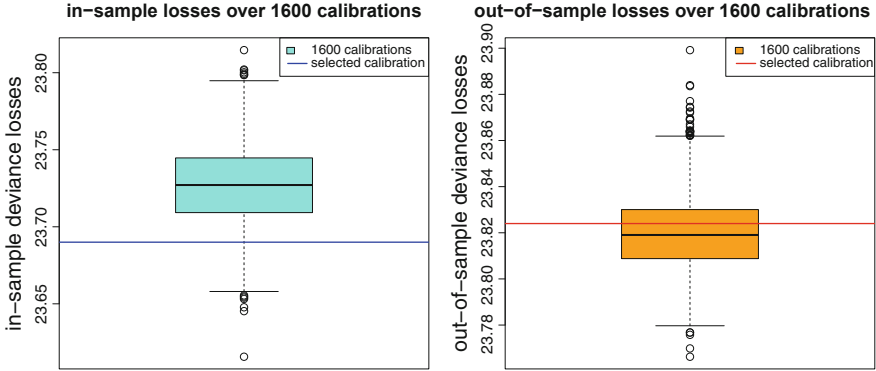 in−sample losses over 1600 calibrations
1600 calibrations
selected calibration
in−sample deviance losses
23.80
23.75
23.70
23.65
out−of−sample losses over 1600 calibrations
1600 calibrations
selected calibration
out−of−sample deviance losses
23.90
23.88
23.86
23.84
23.82
23.80
23.78